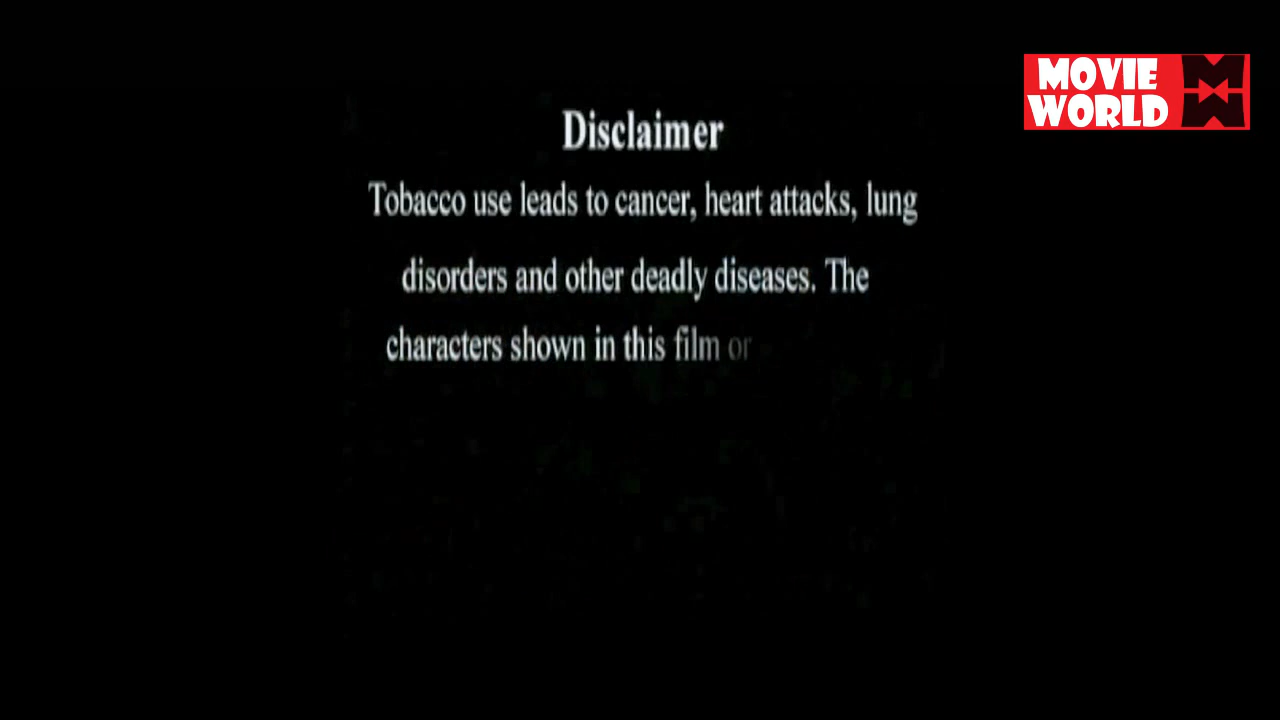 MOVIE
WORLD
Disclaimer
Tobacco use leads to cancer, heart attacks, lung
disorders and other deadly diseases. The
characters shown in this film or